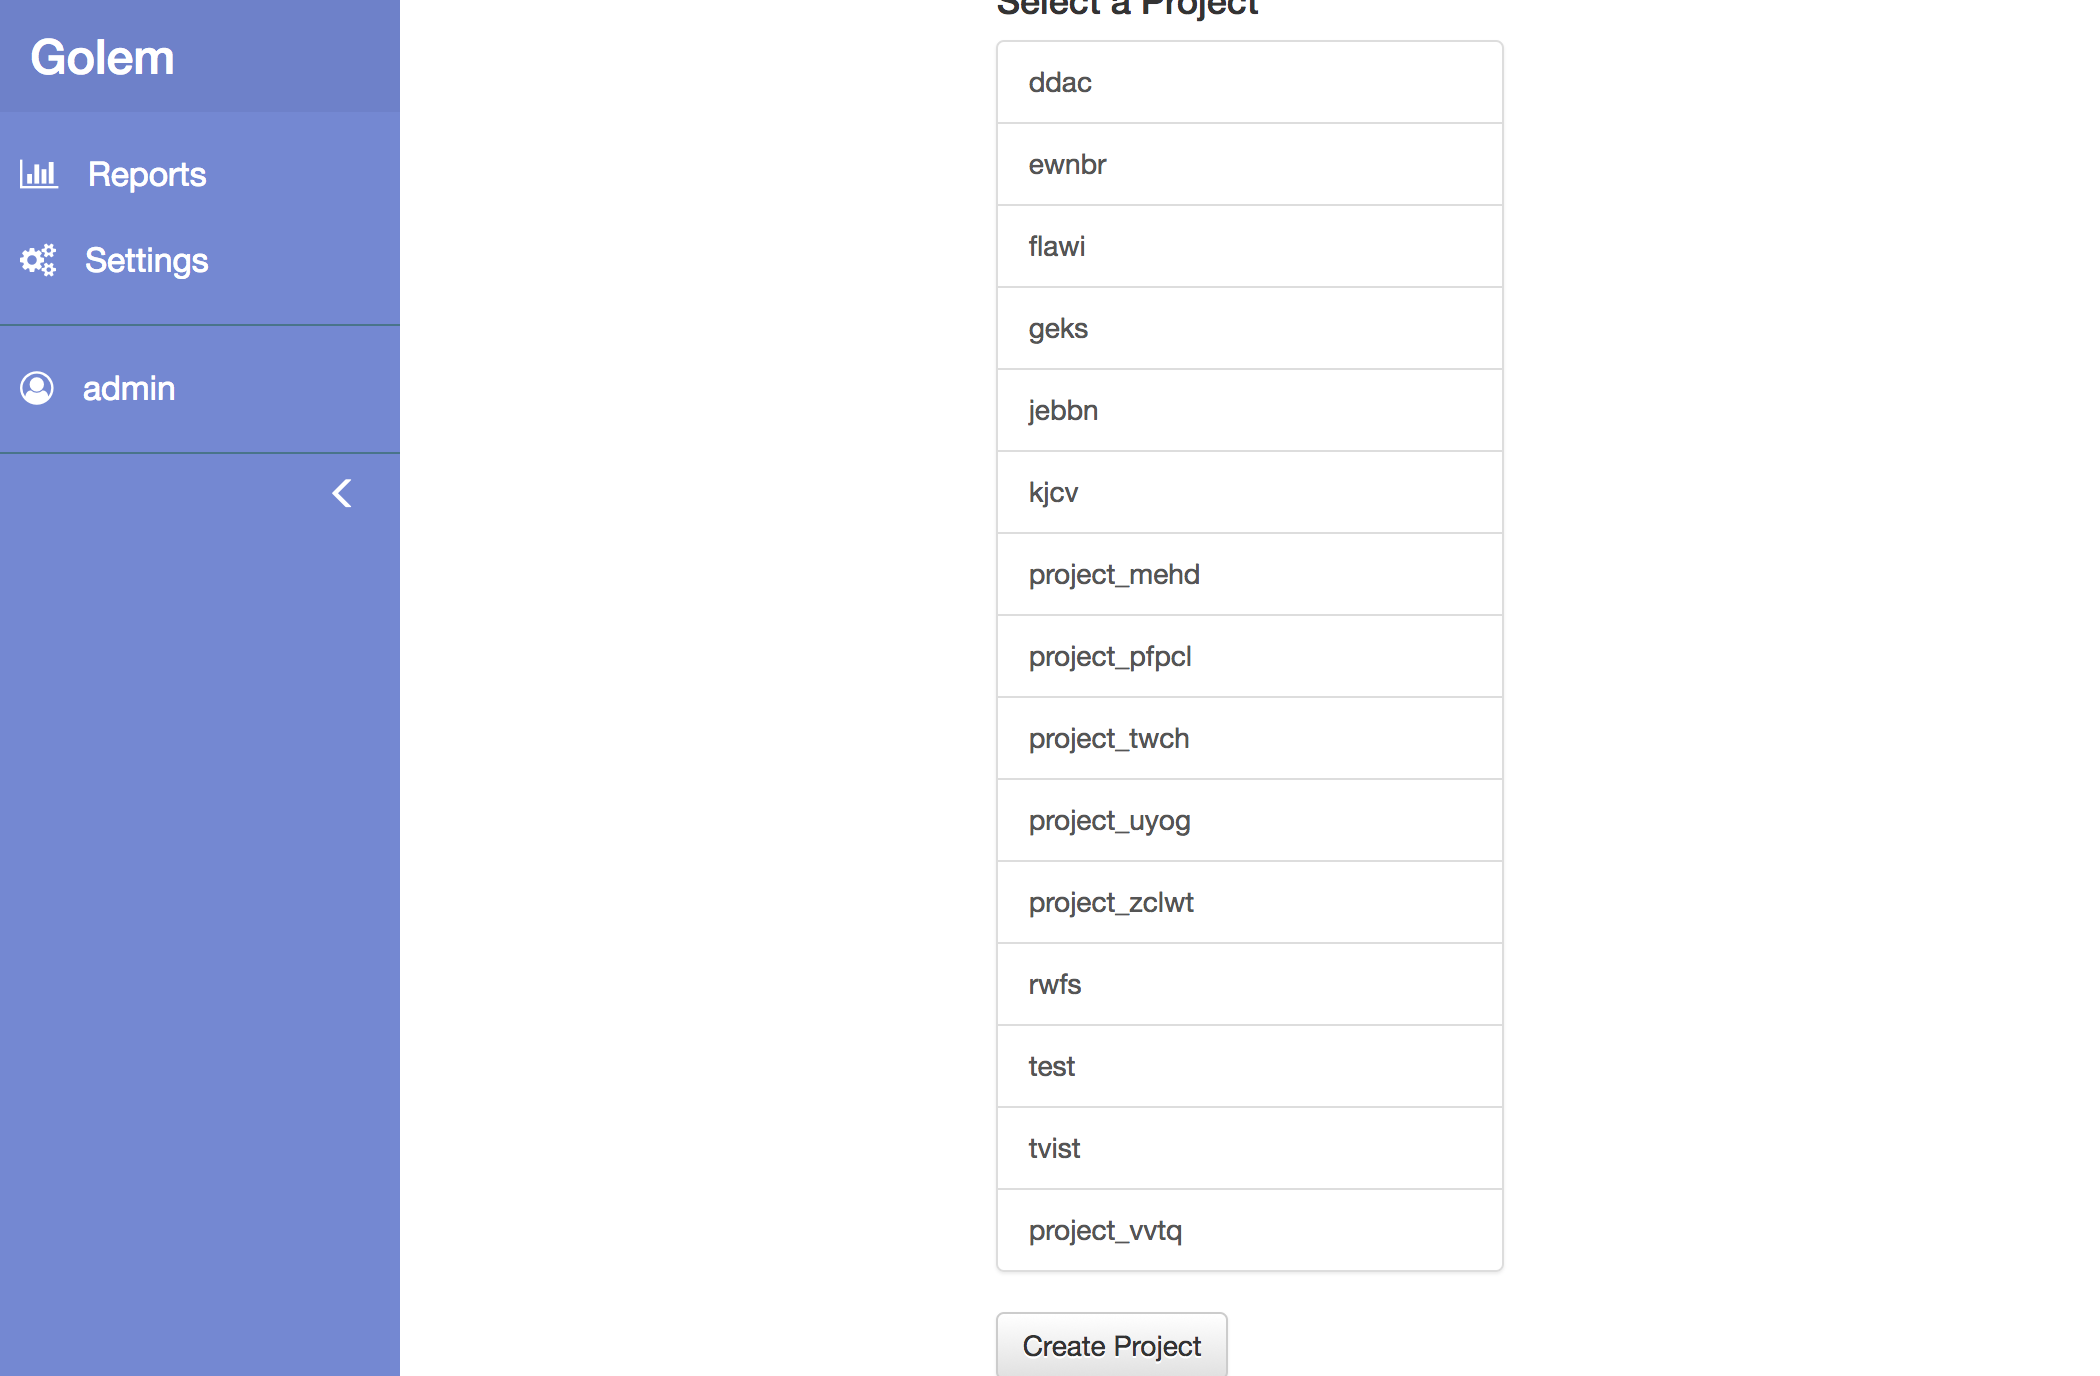 Golem
Reports
Settings
admin
Select a Project
ddac
ewnbr
flawi
geks
jebbn
kjcv
project_mehd
project_pfpcl
project_twch
project_uyog
project_zclwt
rwfs
test
tvist
project_vvtq
Create Project